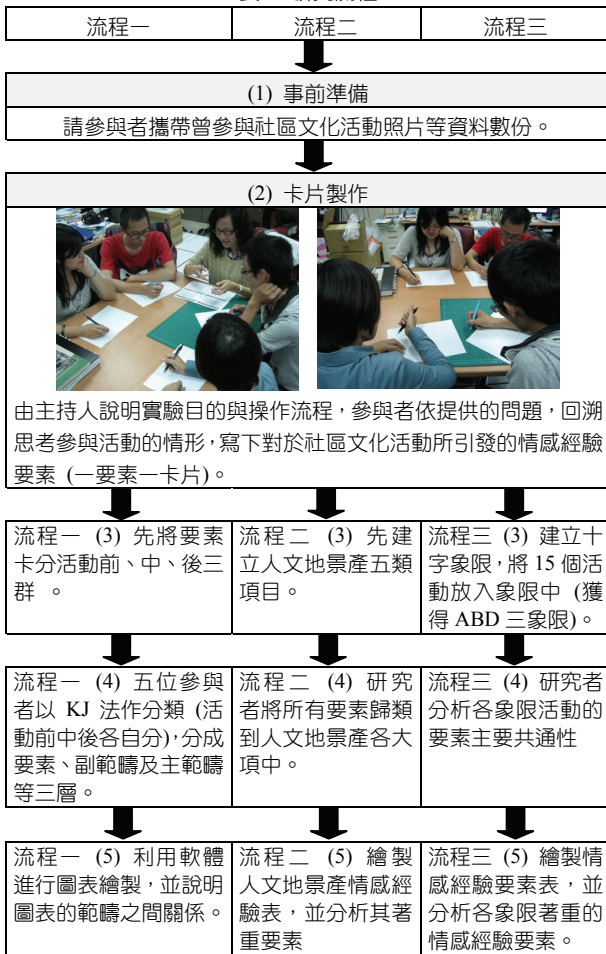 流程一 流程二 流程三
(1) 事前準備
請參與者攜帶曾參與社區文化活動照片等資料數份。
(2) 卡片製作
由主持人說明實驗目的與操作流程，參與者依提供的問題，回溯
思考參與活動的情形，寫下對於社區文化活動所引發的情感經驗
要素 (一要素一卡片)。
流程一 (3) 先將要素
卡分活動前、中、後三
群 。
流程二 (3) 先建
立人文地景產五類
項目。
流程三 (3) 建立十
字象限，將 15 個活
動放入象限中 (獲
得 ABD 三象限)。
流程一 (4) 五位參與
者以 KJ 法作分類 (活
動前中後各自分)，分成
要素、副範疇及主範疇
等三層。
流程二 (4) 研究
者將所有要素歸類
到人文地景產各大
項中。
流程三 (4) 研究者
分析各象限活動的
要素主要共通性
流程一 (5) 利用軟體
進行圖表繪製，並說明
圖表的範疇之間關係。
流程二 (5) 繪製
人文地景產情感經
驗表，並分析其著
重要素
流程三 (5) 繪製情
感經驗要素表，並
分析各象限著重的
情感經驗要素。